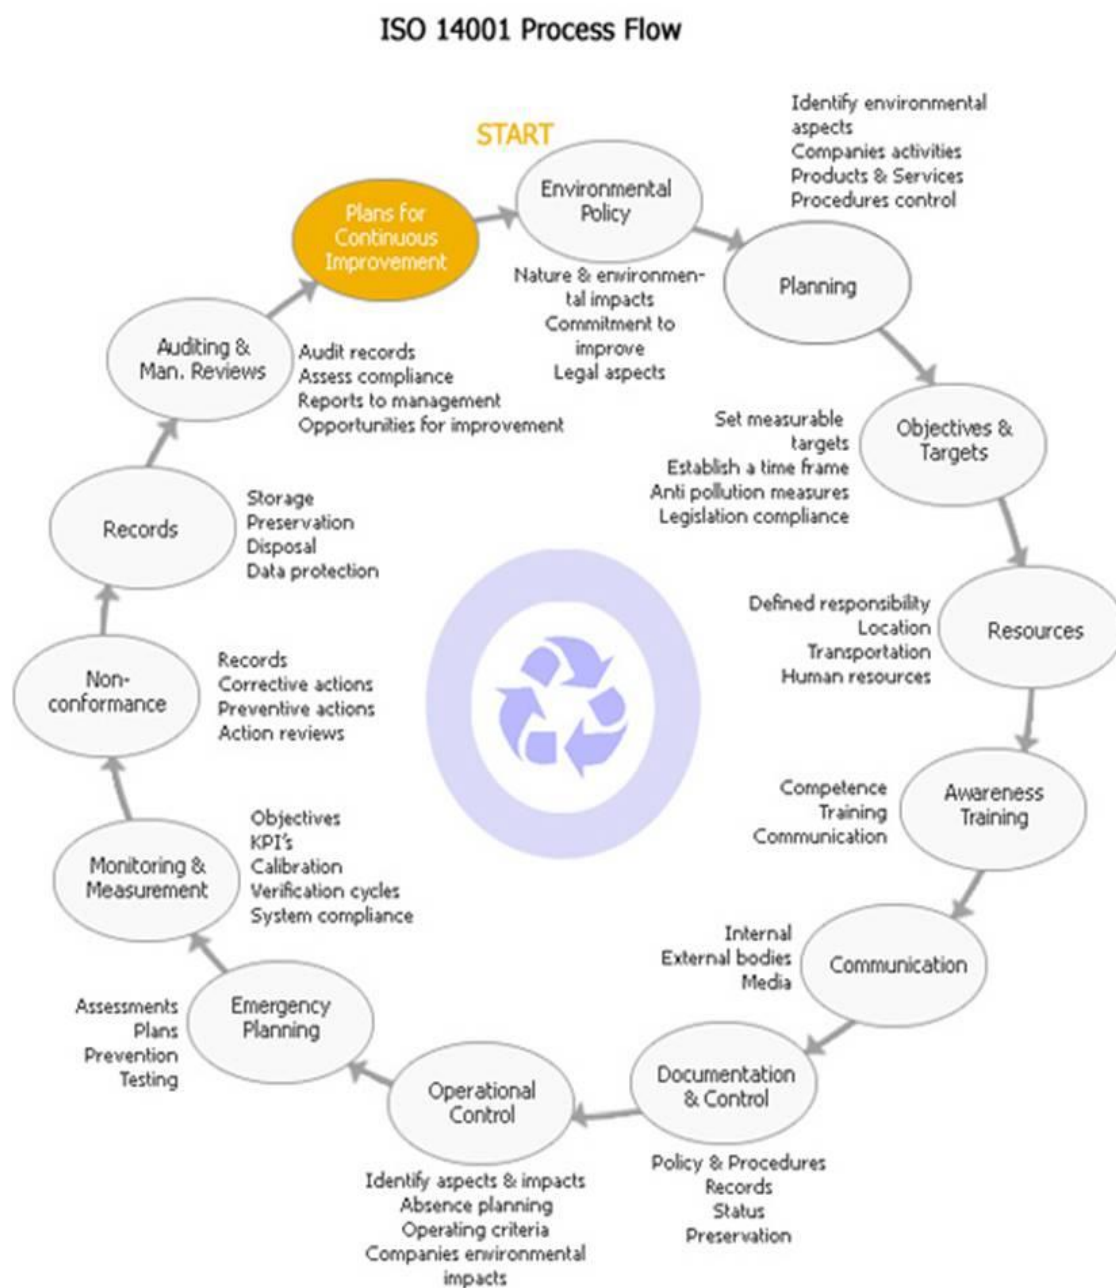 ISO 14001 Process Flow
START
Environmental
Policy
Nature & environmen-
tal impacts
Commitment to
improve
Legal aspects
Identify environmental
aspects
Companies activities
Products & Services
Procedures control
Planning
Objectives &
Targets
Set measurable
targets
Establish a time frame
Anti pollution measures
Legislation compliance
Resources
Defined responsibility
Location
Transportation
Human resources
Awareness
Training
Competence
Training
Communication
Communication
Internal
External bodies
Media
Documentation
& Control
Policy & Procedures
Records
Status
Preservation
Operational
Control
Identify aspects & impacts
Absence planning
Operating criteria
Companies environmental
impacts
Emergency
Planning
Assessments
Plans
Prevention
Testing
Monitoring &
Measurement
Objectives
KPI's
Calibration
Verification cycles
System compliance
Non-
conformance
Records
Corrective actions
Preventive actions
Action reviews
Records
Storage
Preservation
Disposal
Data protection
Auditing &
Man. Reviews
Audit records
Assess compliance
Reports to management
Opportunities for improvement
Plans for
Continuous
Improvement